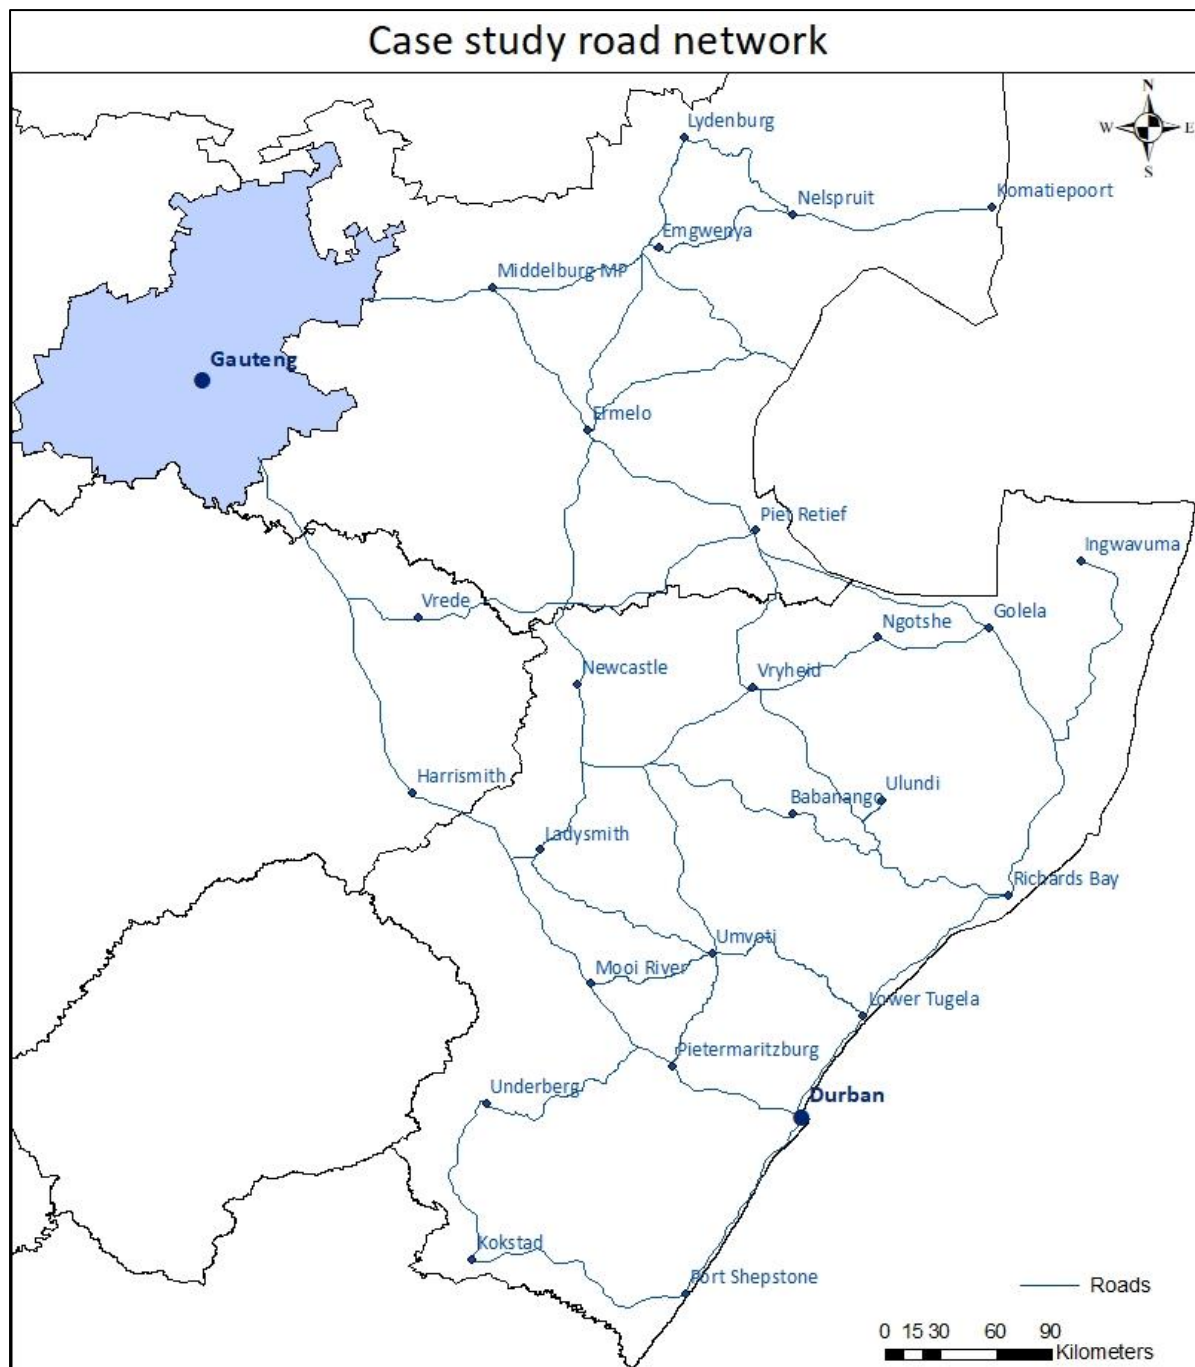 Case study road network
N
W E
S
Lydenburg
Nelspruit
Komatiepoort
Emgwenya
Middelburg MP
Gauteng
Ermelo
Piet Retief
Ingwavuma
Vrede
Ngotshe
Golela
Newcastle
Vryheid
Harrismith
Babanango
Ulundi
Ladysmith
Richards Bay
Umvoti
Mooi River
Lower Tugela
Pietermaritzburg
Underberg
Durban
Kokstad
Port Shepstone
Roads
0 15 30 60 90
Kilometers